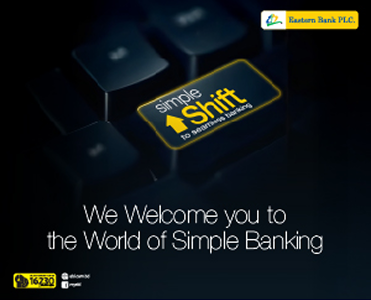 Eastern Bank PLC.
simple
Shift
to seamless banking
We Welcome you to
the World of Simple Banking
16230